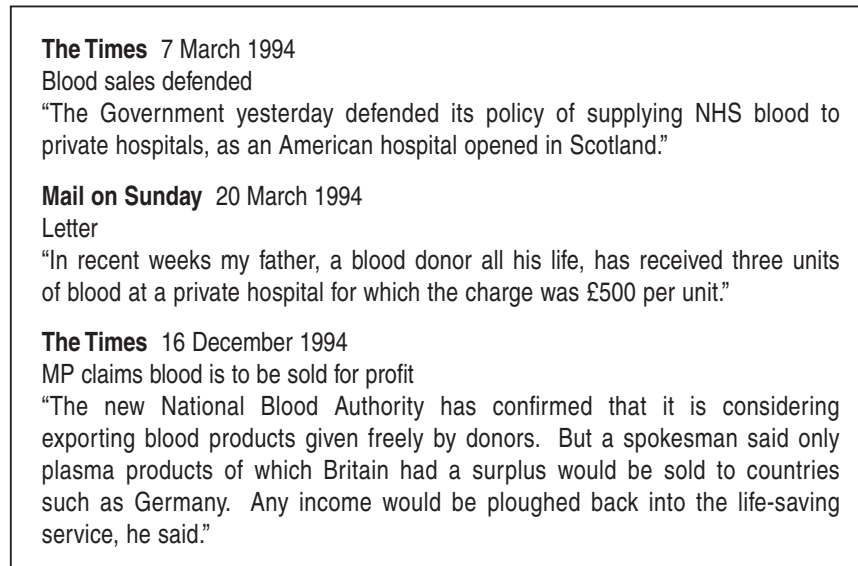 The Times 7 March 1994
Blood sales defended
“The Government yesterday defended its policy of supplying NHS blood to
private hospitals, as an American hospital opened in Scotland.”
Mail on Sunday 20 March 1994
Letter
“In recent weeks my father, a blood donor all his life, has received three units
of blood at a private hospital for which the charge was £500 per unit.”
The Times 16 December 1994
MP claims blood is to be sold for profit
“The new National Blood Authority has confirmed that it is considering
exporting blood products given freely by donors. But a spokesman said only
plasma products of which Britain had a surplus would be sold to countries
such as Germany. Any income would be ploughed back into the life-saving
service, he said.”